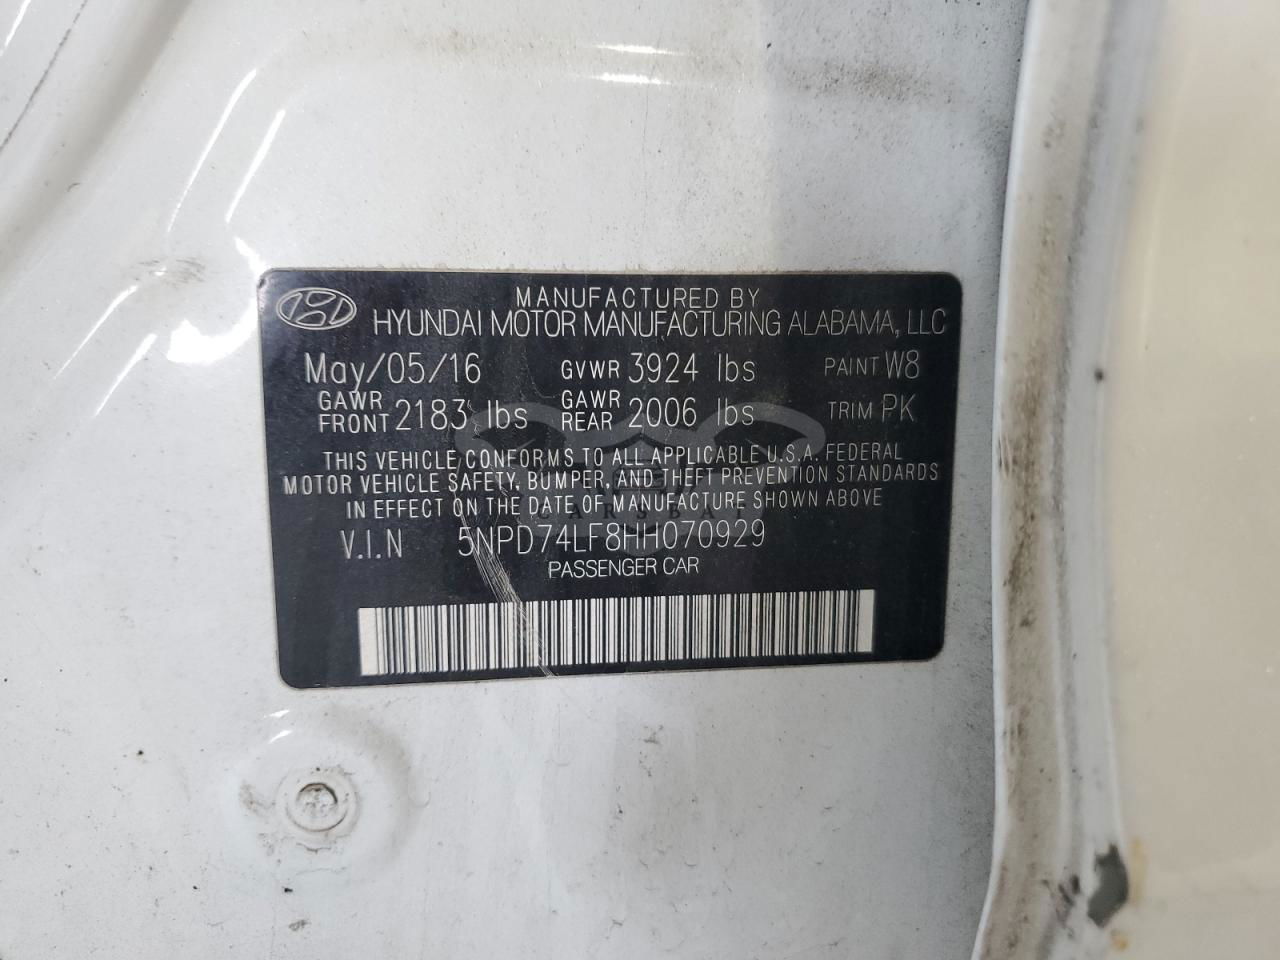 MANUFACTURED BY
HYUNDAI MOTOR MANUFACTURING ALABAMA, LLC
May/05/16 GVWR 3924 lbs PAINT W8
GAWR FRONT 2183 lbs GAWR REAR 2006 lbs TRIM PK
THIS VEHICLE CONFORMS TO ALL APPLICABLE U.S.A. FEDERAL
MOTOR VEHICLE SAFETY, BUMPER, AND THEFT PREVENTION STANDARDS
IN EFFECT ON THE DATE OF MANUFACTURE SHOWN ABOVE
CARSBAIT
V.I.N 5NPD74LF8HH070929
PASSENGER CAR